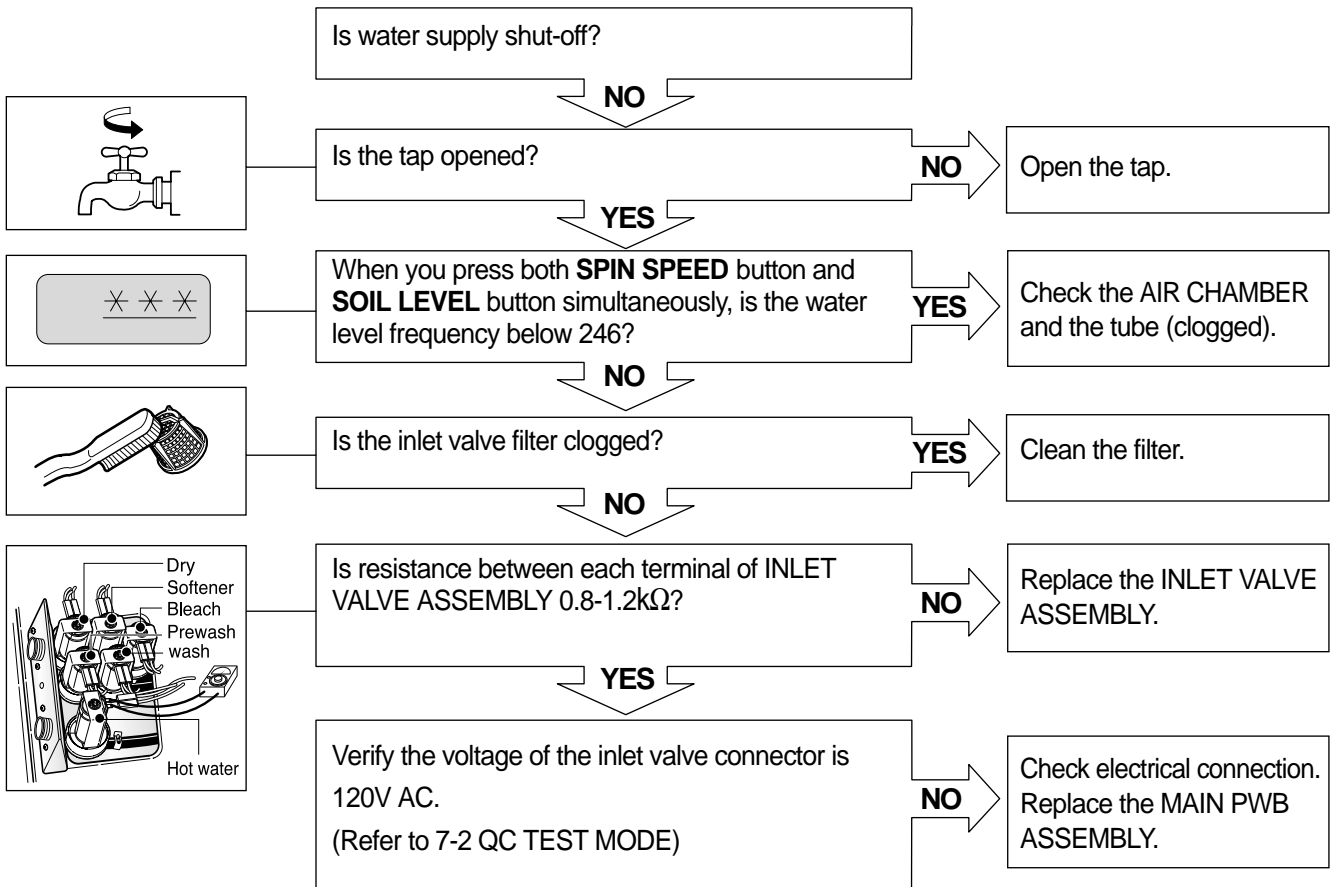 Is water supply shut-off?
NO
Is the tap opened?
NO
Open the tap.
YES
When you press both SPIN SPEED button and
SOIL LEVEL button simultaneously, is the water
level frequency below 246?
YES
Check the AIR CHAMBER
and the tube (clogged).
NO
Is the inlet valve filter clogged?
YES
Clean the filter.
NO
Dry
Softener
Bleach
Prewash
wash
Hot water
Is resistance between each terminal of INLET
VALVE ASSEMBLY 0.8-1.2kΩ?
NO
Replace the INLET VALVE
ASSEMBLY.
YES
Verify the voltage of the inlet valve connector is
120V AC.
(Refer to 7-2 QC TEST MODE)
NO
Check electrical connection.
Replace the MAIN PWB
ASSEMBLY.